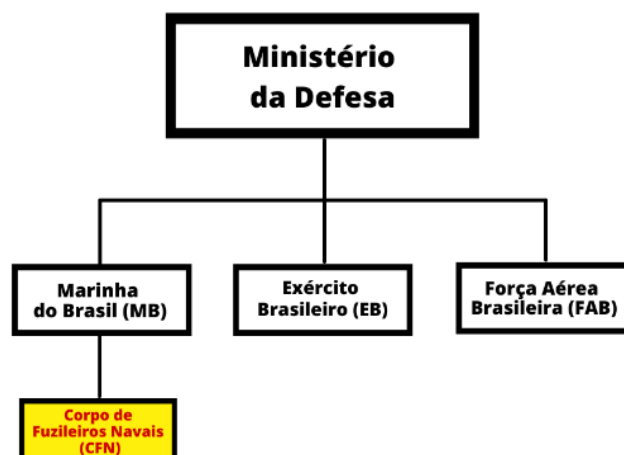 Ministério
da Defesa
Marinha
do Brasil (MB)
Exército
Brasileiro (EB)
Força Aérea
Brasileira (FAB)
Corpo de
Fuzileiros Navais
(CFN)